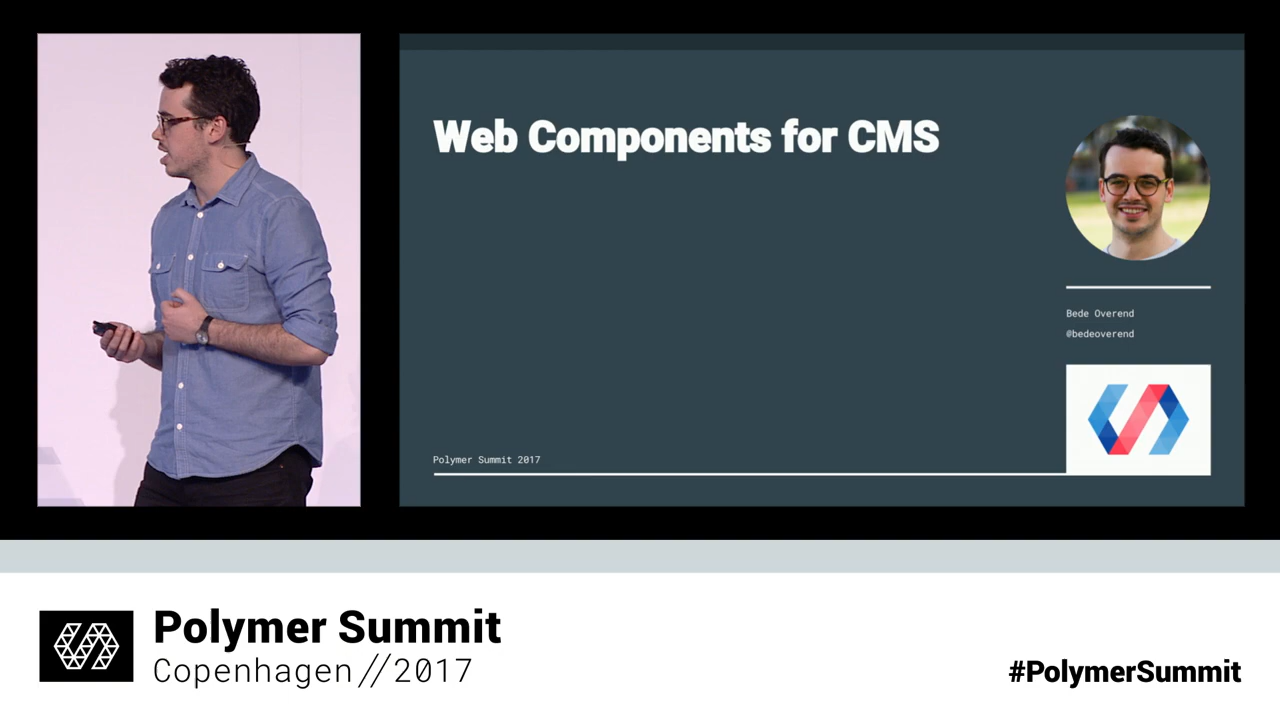 Web Components for CMS
Bede Overend
@bedeoverend
Polymer Summit 2017
Polymer Summit
Copenhagen //2017
#PolymerSummit